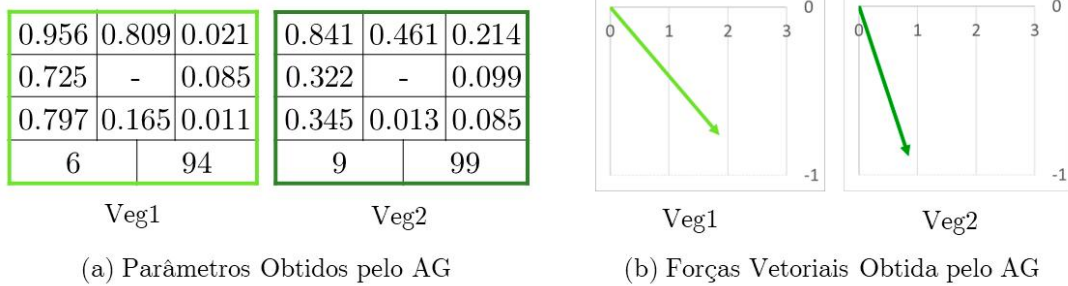 0.956 0.809 0.021
0.725 - 0.085
0.797 0.165 0.011
6 94
Veg1
0.841 0.461 0.214
0.322 - 0.099
0.345 0.013 0.085
9 99
Veg2
(a) Parâmetros Obtidos pelo AG
0
0 1 2 3
-1
Veg1
0
0 1 2 3
-1
Veg2
(b) Forças Vetoriais Obtida pelo AG